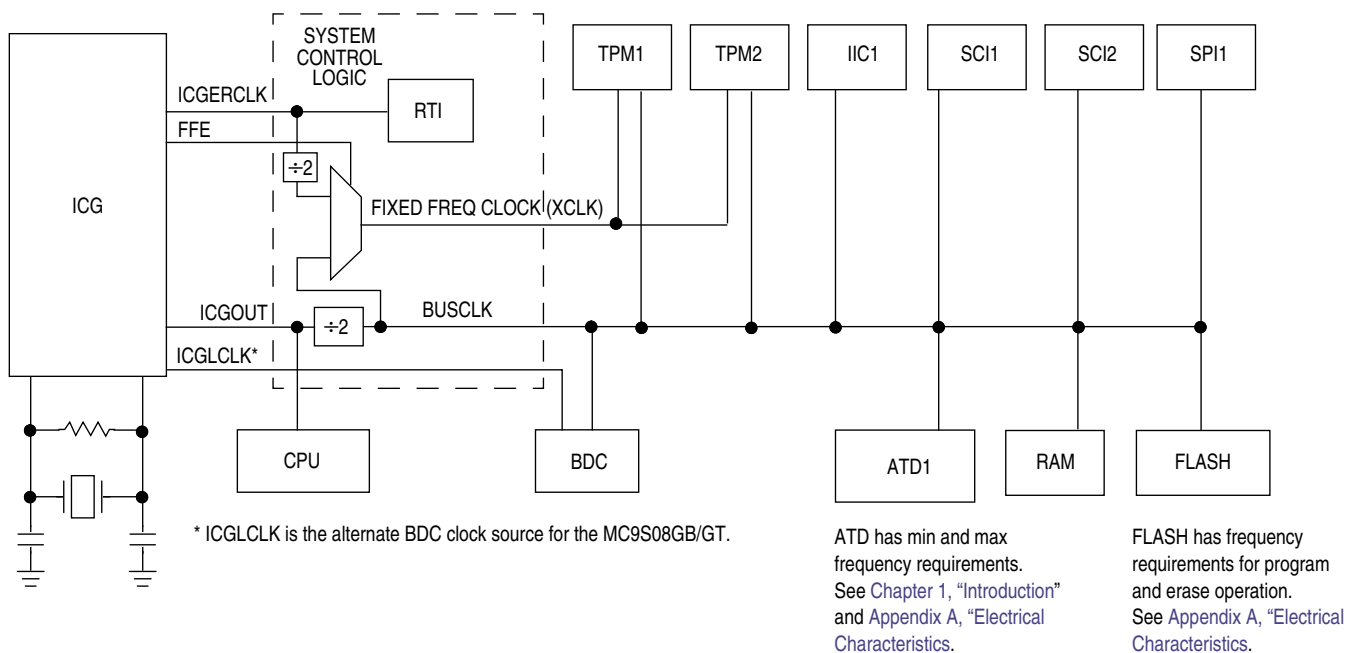 SYSTEM
CONTROL
LOGIC
TPM1
TPM2
IIC1
SCI1
SCI2
SPI1
ICGERCLK
RTI
FFE
÷2
ICG
FIXED FREQ CLOCK (XCLK)
ICGOUT
÷2
BUSCLK
ICGLCLK*
CPU
BDC
ATD1
RAM
FLASH
* ICGLCLK is the alternate BDC clock source for the MC9S08GB/GT.
ATD has min and max
frequency requirements.
See Chapter 1, “Introduction”
and Appendix A, “Electrical
Characteristics.
FLASH has frequency
requirements for program
and erase operation.
See Appendix A, “Electrical
Characteristics.